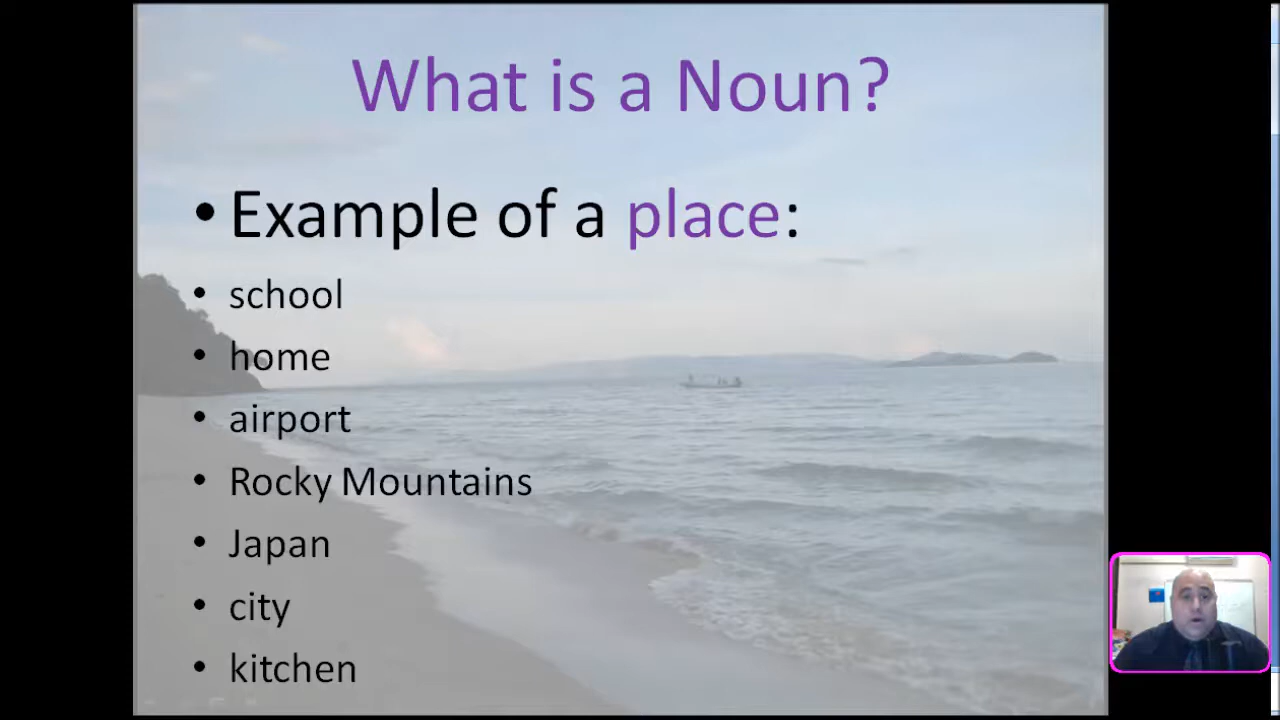 What is a Noun?
• Example of a place:
• school
• home
• airport
• Rocky Mountains
• Japan
• city
• kitchen